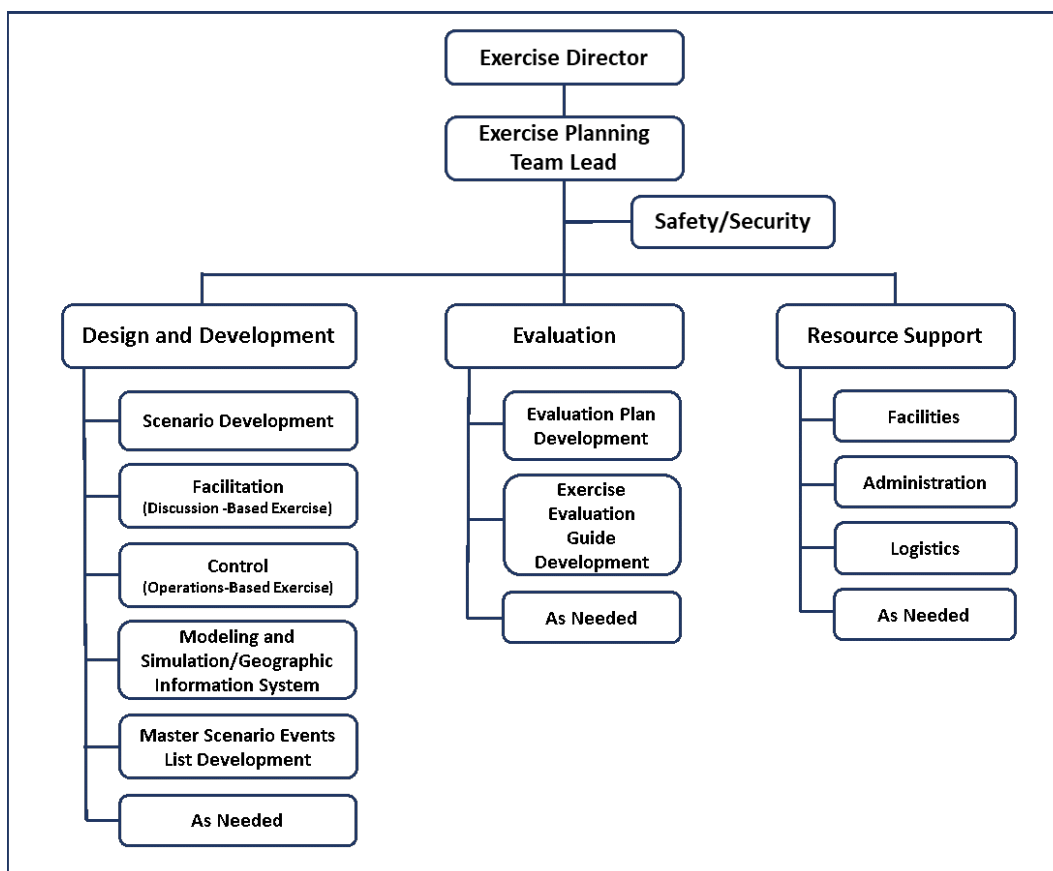 Exercise Director
Exercise Planning
Team Lead
Safety/Security
Design and Development
Scenario Development
Facilitation
(Discussion -Based Exercise)
Control
(Operations-Based Exercise)
Modeling and
Simulation/Geographic
Information System
Master Scenario Events
List Development
As Needed
Evaluation
Evaluation Plan
Development
Exercise
Evaluation
Guide
Development
As Needed
Resource Support
Facilities
Administration
Logistics
As Needed